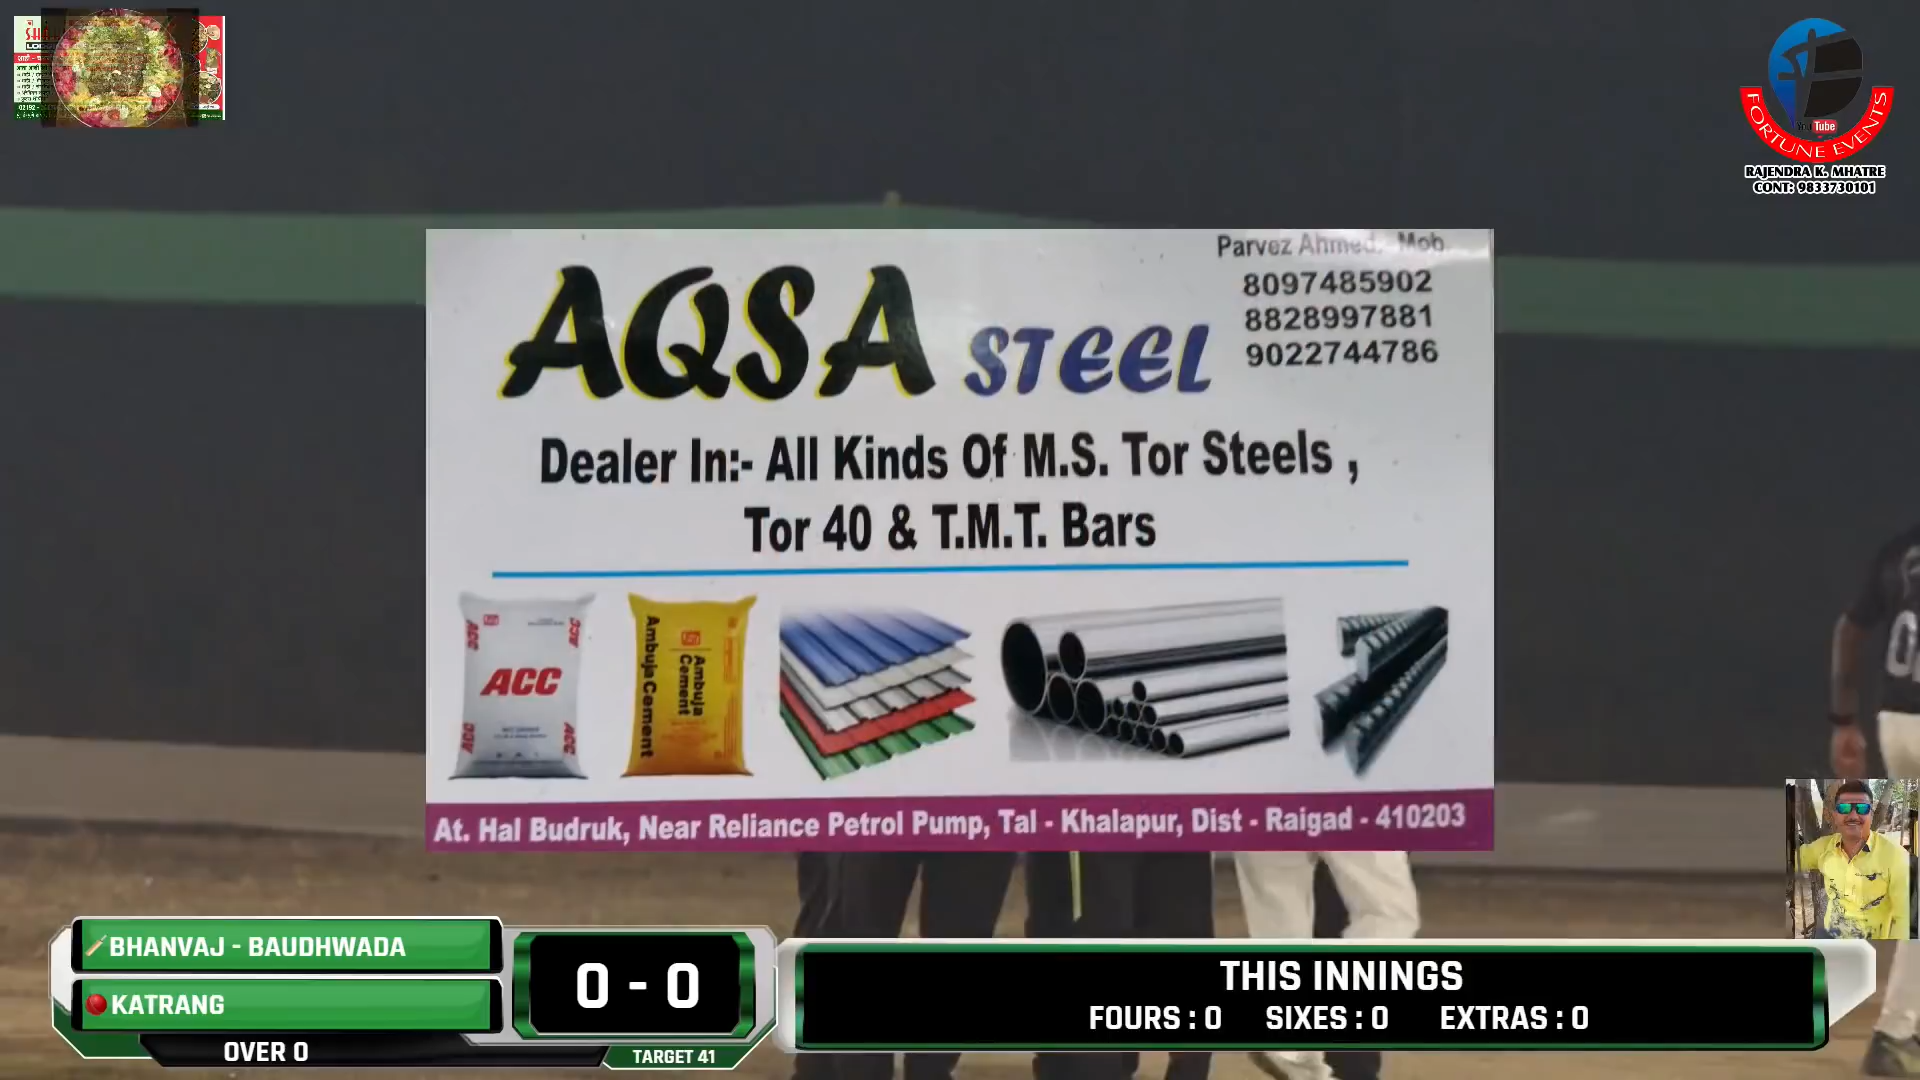 FORTUNE EVENTS
You Tube
RAJENDRA K. MHATRE
CONT: 9833730101
Parvez Ahmed. Mob.
8097485902
8828997881
9022744786
AQSA STEEL
Dealer In:- All Kinds Of M.S. Tor Steels ,
Tor 40 & T.M.T. Bars
ACC
Ambuja Cement
Ambuja Cement
At. Hal Budruk, Near Reliance Petrol Pump, Tal - Khalapur, Dist - Raigad - 410203
BHANVAJ - BAUDHWADA
KATRANG
0 - 0
OVER 0
TARGET 41
THIS INNINGS
FOURS : 0 SIXES : 0 EXTRAS : 0